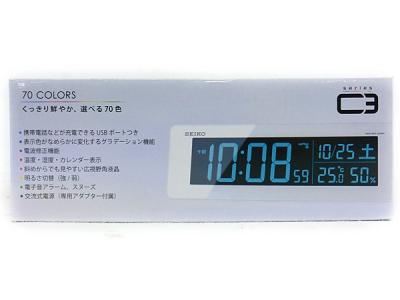 70 COLORS
くっきり鮮やか、選べる70色
series
C3
・携帯電話などが充電できるUSBポートつき
・表示色がなめらかに変化するグラデーション機能
・電波修正機能
・温度・湿度・カレンダー表示
・斜めからでも見やすい広視野角液晶
・明るさ切替（強/弱）
・電子音アラーム、スヌーズ
・交流式電源（専用アダプター付属）
SEIKO
午前 10:08 59
10/25 土
25.0℃ 50%